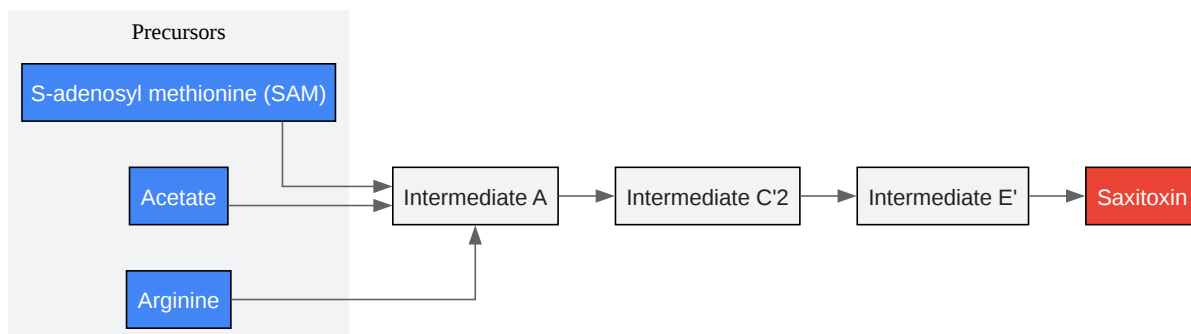 Precursors
S-adenosyl methionine (SAM)
Acetate
Intermediate A
Intermediate C'2
Intermediate E'
Saxitoxin
Arginine